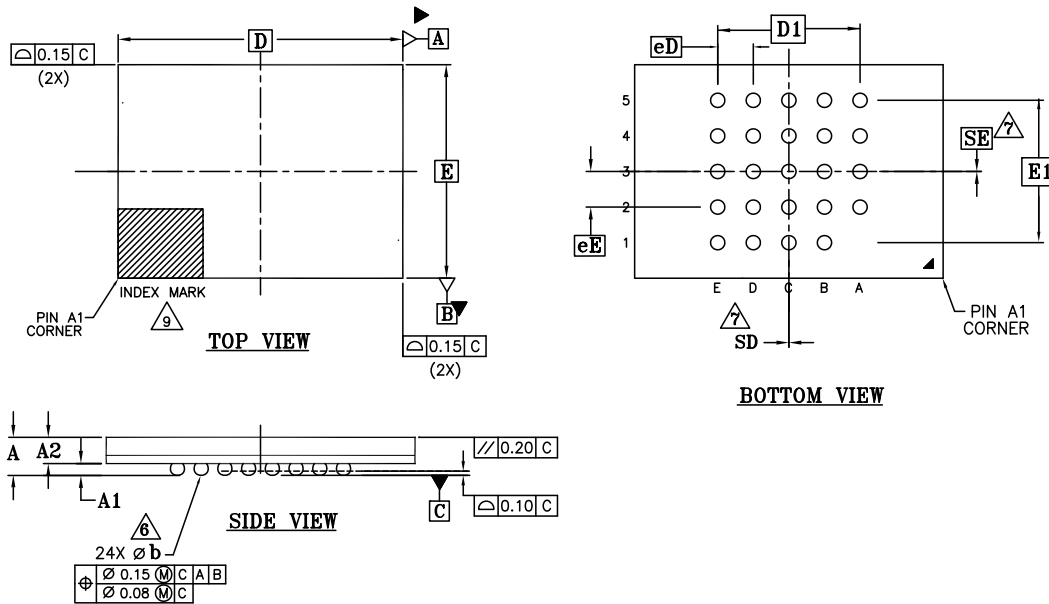 D
A
⌓ 0.15 C
(2X)
E
INDEX MARK
9
PIN A1
CORNER
TOP VIEW
B
⌓ 0.15 C
(2X)
D1
eD
5
4
3
2
1
SE
7
E1
eE
E D C B A
7
SD
PIN A1
CORNER
BOTTOM VIEW
A
A2
A1
// 0.20 C
C
⌓ 0.10 C
SIDE VIEW
6
24X Ø b
⌖ Ø 0.15 Ⓜ C A B
Ø 0.08 Ⓜ C